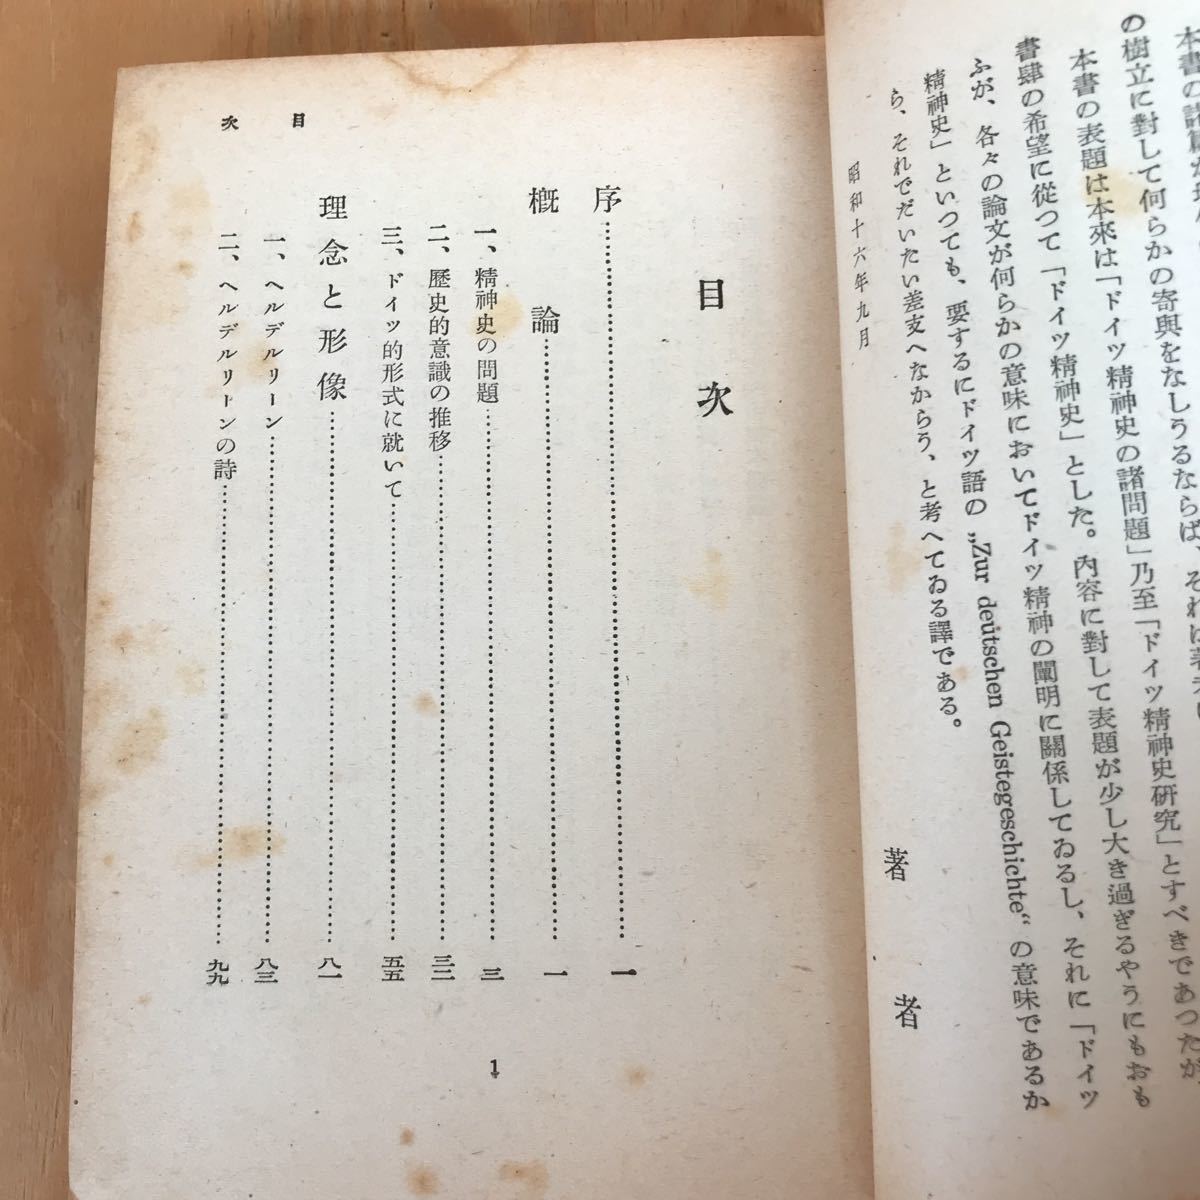 の樹立に對して何らかの寄與をなしうるならば、それは著者に
本書の表題は本來は「ドイツ精神史の諸問題」乃至「ドイツ精神史硏究」とすべきであつたが
書肆の希望に從つて「ドイツ精神史」とした。內容に對して表題が少し大き過ぎるやうにもおも
ふが、各々の論文が何らかの意味においてドイツ精神の闡明に關係してゐるし、それに「ドイツ
精神史」といつても、要するにドイツ語の „Zur deutschen Geistegeschichte“ の意味であるか
ら、それでだいたい差支へなからう、と考へてゐる譯である。
昭和十六年九月
著者
目次
序……一
槪論……一
一、精神史の問題……三
二、歷史的意識の推移……三二
三、ドイツ的形式に就いて……五五
理念と形像……八一
一、ヘルデルリーン……八三
二、ヘルデルリーンの詩……九九
目次
1